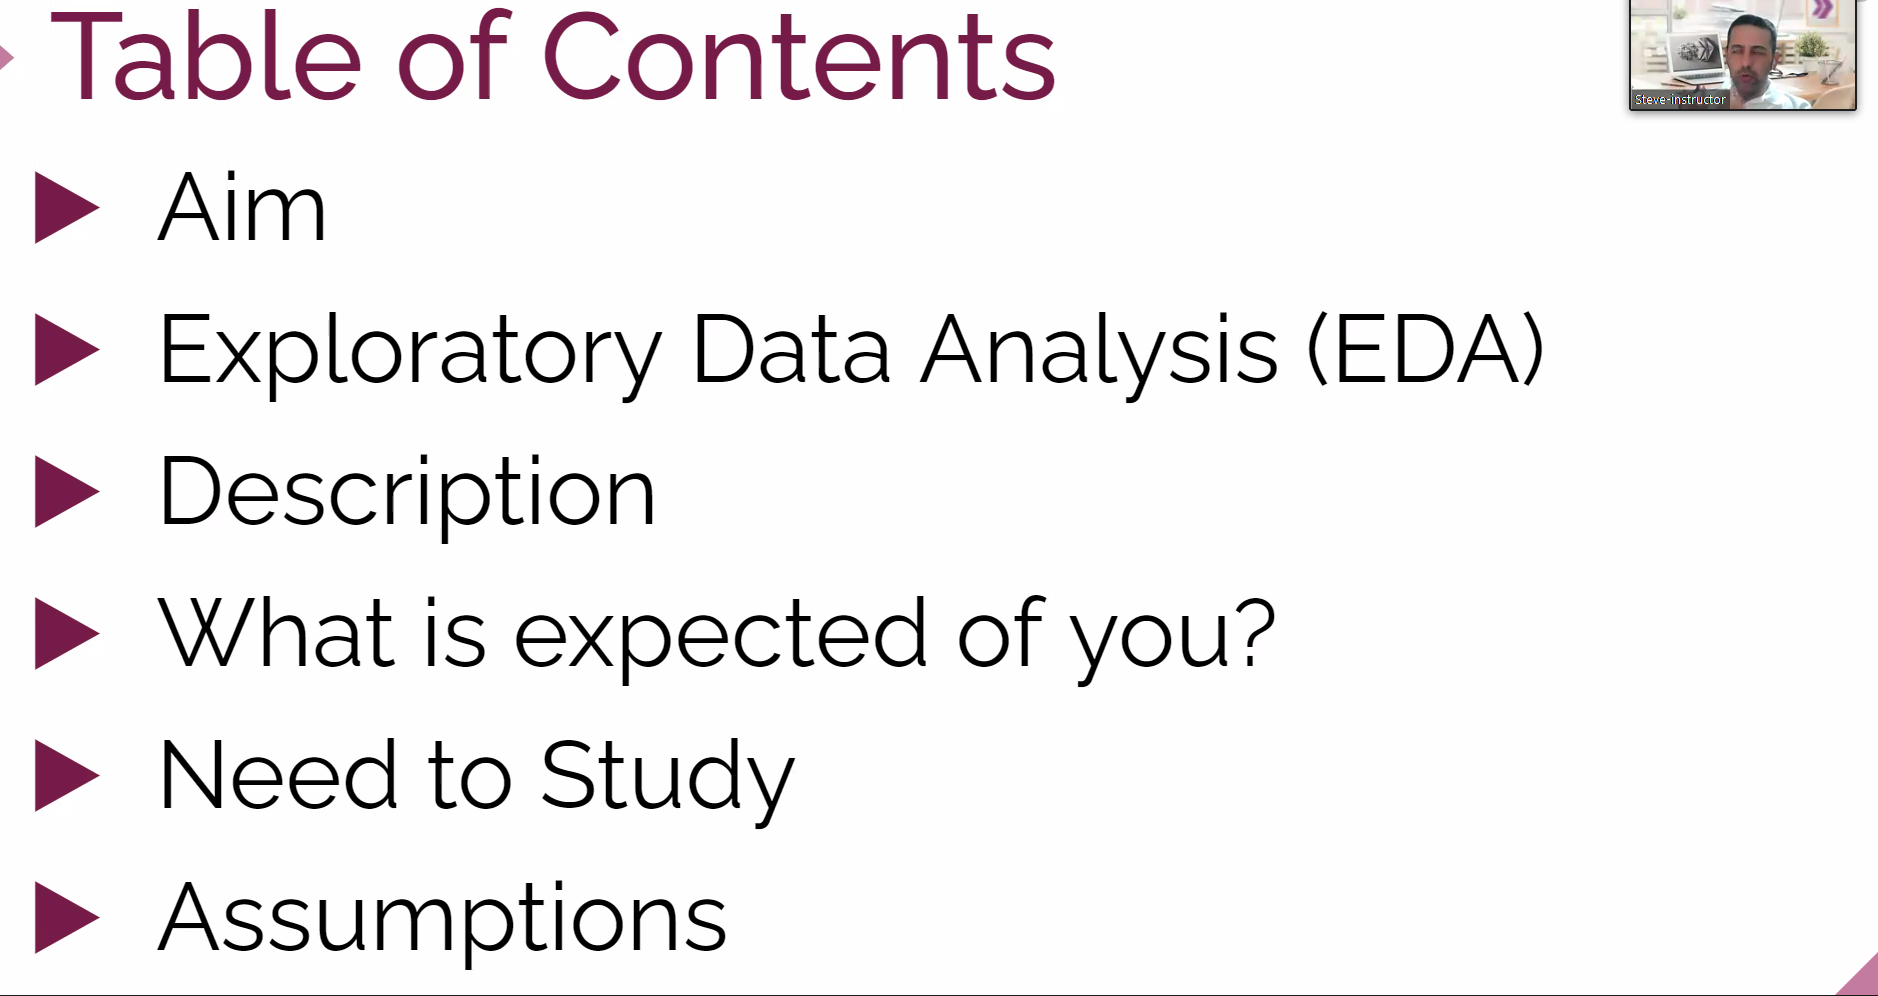 Table of Contents
Steve-instructor
Aim
Exploratory Data Analysis (EDA)
Description
What is expected of you?
Need to Study
Assumptions